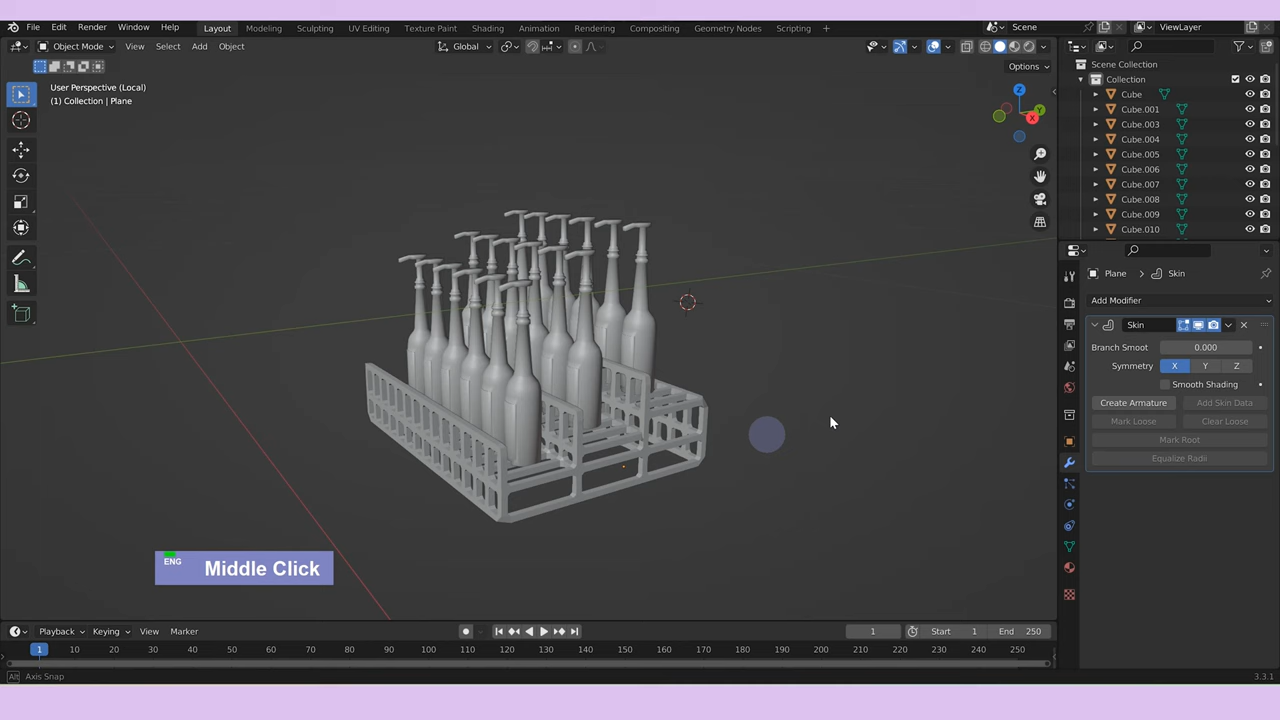 File Edit Render Window Help Layout Modeling Sculpting UV Editing Texture Paint Shading Animation Rendering Compositing Geometry Nodes Scripting + Scene ViewLayer
Object Mode View Select Add Object Global
Options
User Perspective (Local)
(1) Collection | Plane
Z
Y
X
Scene Collection
Collection
Cube
Cube.001
Cube.003
Cube.004
Cube.005
Cube.006
Cube.007
Cube.008
Cube.009
Cube.010
Plane Skin
Add Modifier
Skin
Branch Smoot 0.000
Symmetry X Y Z
Smooth Shading
Create Armature Add Skin Data
Mark Loose Clear Loose
Mark Root
Equalize Radii
ENG Middle Click
Playback Keying View Marker 1 Start 1 End 250
1 10 20 30 40 50 60 70 80 90 100 110 120 130 140 150 160 170 180 190 200 210 220 230 240 250
Alt Axis Snap 3.3.1